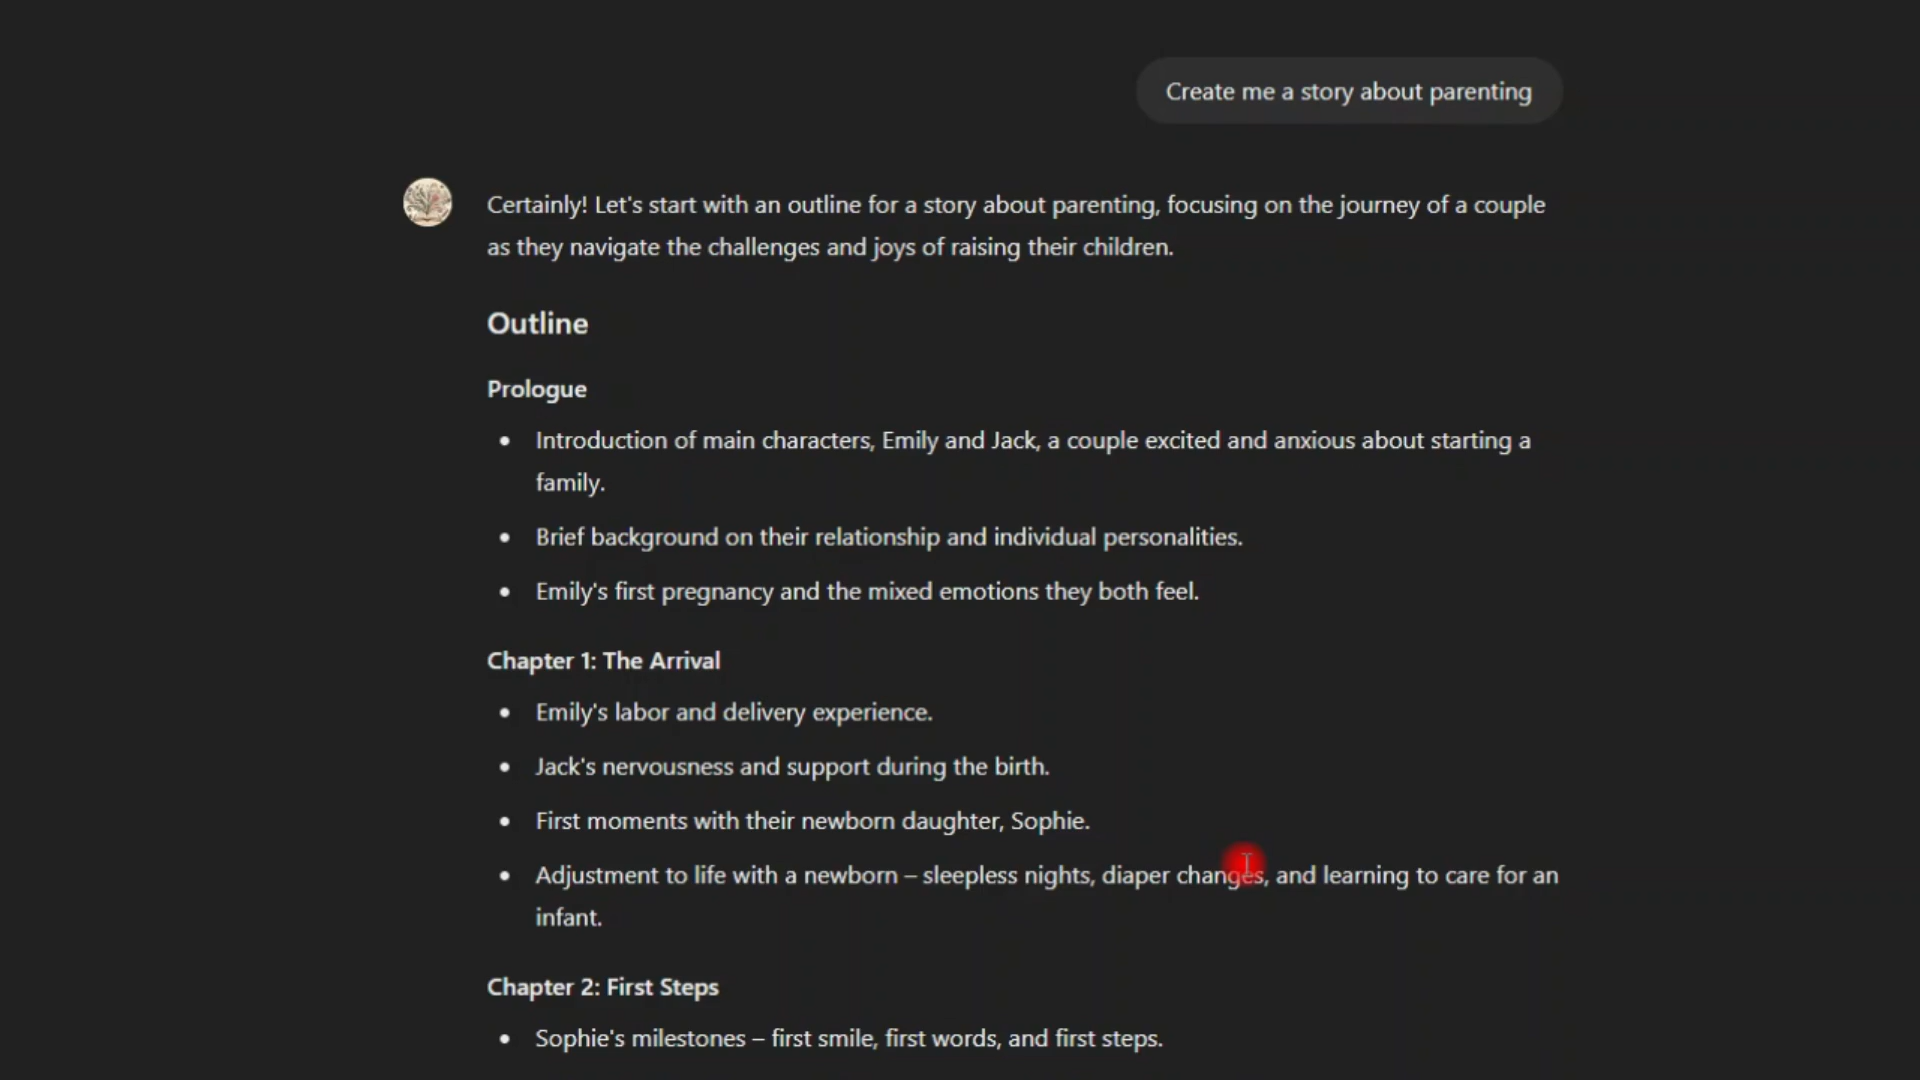 Create me a story about parenting
Certainly! Let's start with an outline for a story about parenting, focusing on the journey of a couple
as they navigate the challenges and joys of raising their children.
Outline
Prologue
Introduction of main characters, Emily and Jack, a couple excited and anxious about starting a
family.
Brief background on their relationship and individual personalities.
Emily's first pregnancy and the mixed emotions they both feel.
Chapter 1: The Arrival
Emily's labor and delivery experience.
Jack's nervousness and support during the birth.
First moments with their newborn daughter, Sophie.
Adjustment to life with a newborn – sleepless nights, diaper changes, and learning to care for an
infant.
Chapter 2: First Steps
Sophie's milestones – first smile, first words, and first steps.